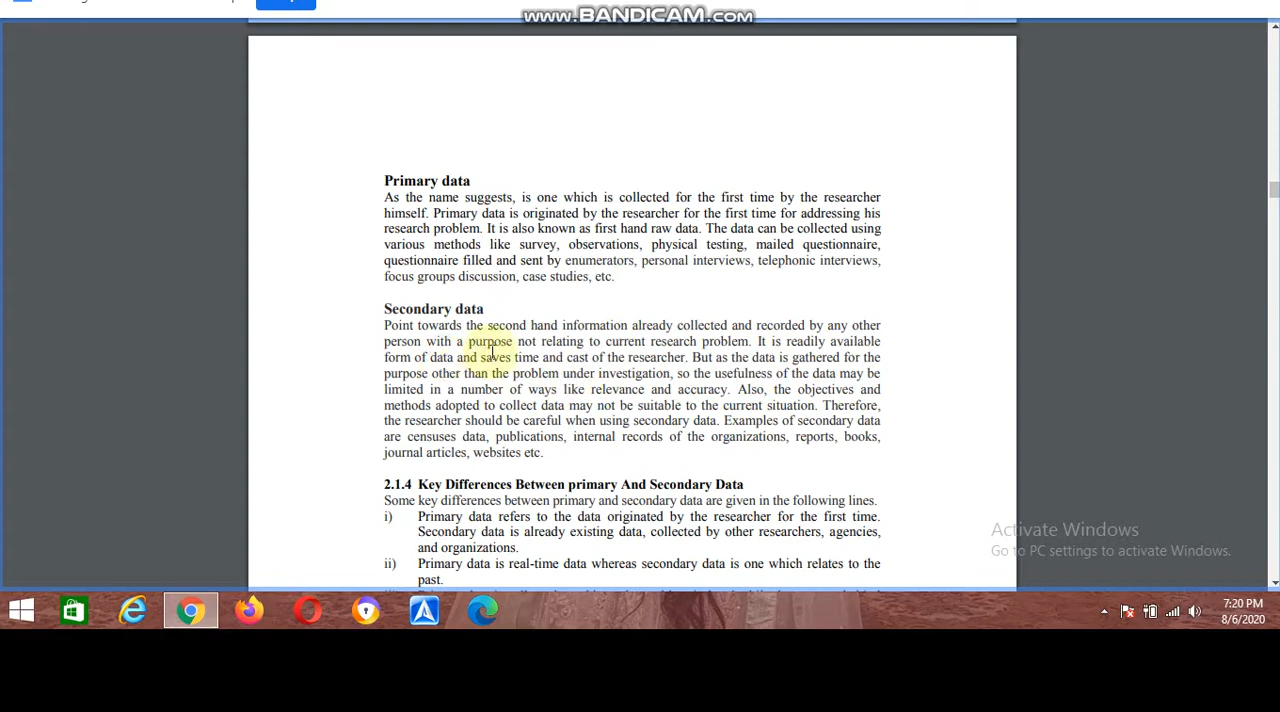 www.BANDICAM.com
Primary data
As the name suggests, is one which is collected for the first time by the researcher
himself. Primary data is originated by the researcher for the first time for addressing his
research problem. It is also known as first hand raw data. The data can be collected using
various methods like survey, observations, physical testing, mailed questionnaire,
questionnaire filled and sent by enumerators, personal interviews, telephonic interviews,
focus groups discussion, case studies, etc.
Secondary data
Point towards the second hand information already collected and recorded by any other
person with a purpose not relating to current research problem. It is readily available
form of data and saves time and cast of the researcher. But as the data is gathered for the
purpose other than the problem under investigation, so the usefulness of the data may be
limited in a number of ways like relevance and accuracy. Also, the objectives and
methods adopted to collect data may not be suitable to the current situation. Therefore,
the researcher should be careful when using secondary data. Examples of secondary data
are censuses data, publications, internal records of the organizations, reports, books,
journal articles, websites etc.
2.1.4 Key Differences Between primary And Secondary Data
Some key differences between primary and secondary data are given in the following lines.
i) Primary data refers to the data originated by the researcher for the first time.
Secondary data is already existing data, collected by other researchers, agencies,
and organizations.
ii) Primary data is real-time data whereas secondary data is one which relates to the
past.
Activate Windows
Go to PC settings to activate Windows.
7:20 PM
8/6/2020